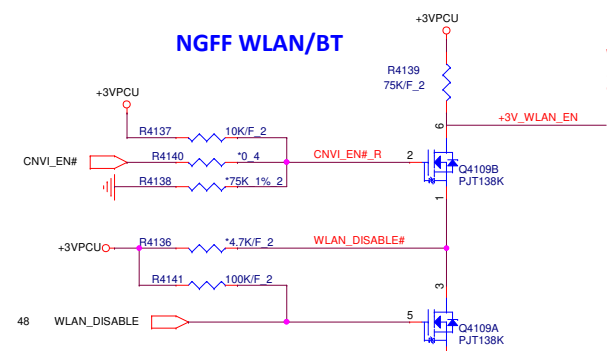 NGFF WLAN/BT
+3VPCU
R4139
75K/F_2
+3VPCU
+3V_WLAN_EN
6
R4137 10K/F_2
CNVI_EN# R4140 *0_4 CNVI_EN#_R 2
Q4109B
PJT138K
R4138 *75K_1%_2
1
+3VPCU R4136 *4.7K/F_2 WLAN_DISABLE#
R4141 100K/F_2
3
48 WLAN_DISABLE 5
Q4109A
PJT138K